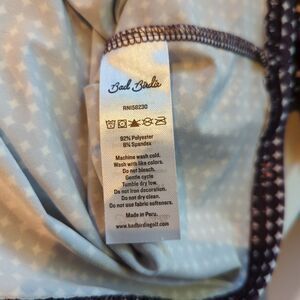 Bad Birdie
RN158230
92% Polyester
8% Spandex
Machine wash cold.
Wash with like colors.
Do not bleach.
Gentle cycle
Tumble dry low.
Do not iron decoration.
Do not dry clean.
Do not use fabric softeners.
Made in Peru.
www.badbirdiegolf.com